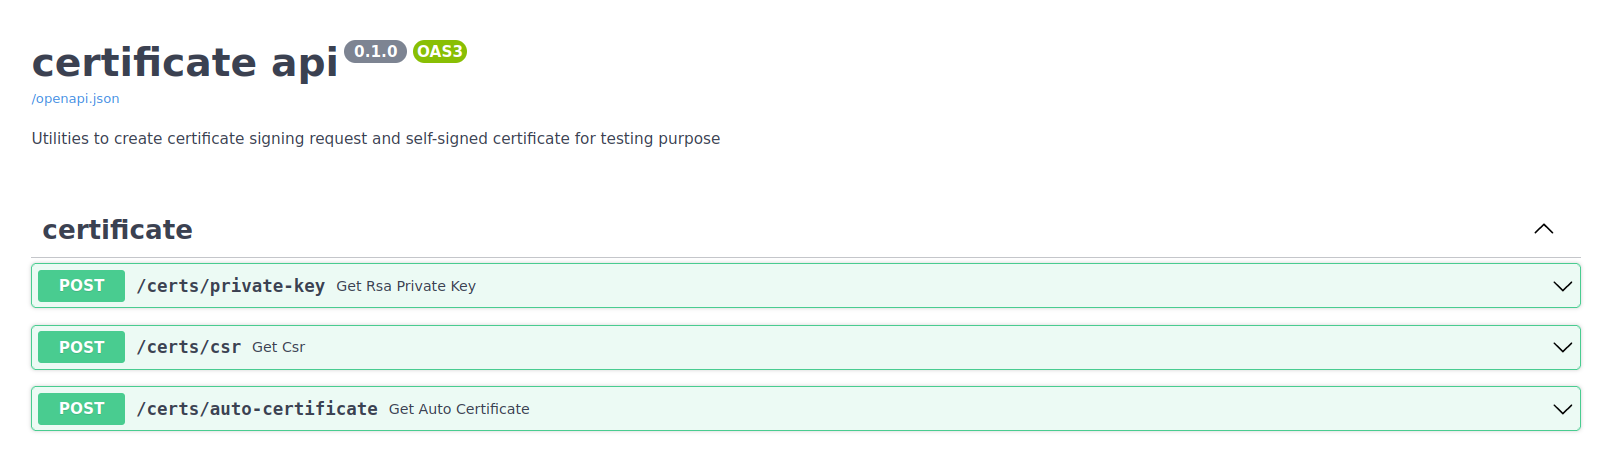 certificate api 0.1.0 OAS3
/openapi.json
Utilities to create certificate signing request and self-signed certificate for testing purpose
certificate
POST /certs/private-key Get Rsa Private Key
POST /certs/csr Get Csr
POST /certs/auto-certificate Get Auto Certificate